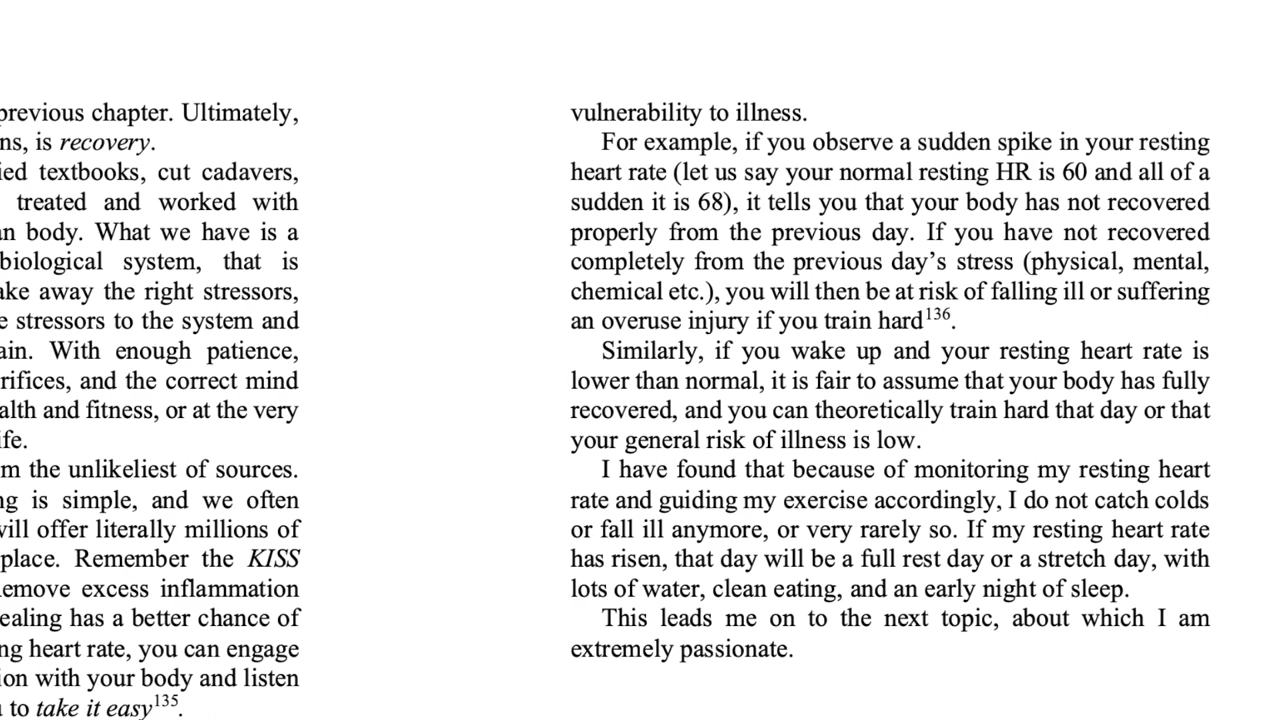 previous chapter. Ultimately,
is recovery.
textbooks, cut cadavers,
treated and worked with
body. What we have is a
biological system, that is
away the right stressors,
stressors to the system and
With enough patience,
and the correct mind
and fitness, or at the very
the unlikeliest of sources.
is simple, and we often
will offer literally millions of
place. Remember the KISS
remove excess inflammation
healing has a better chance of
heart rate, you can engage
with your body and listen
to take it easy135.
vulnerability to illness.
For example, if you observe a sudden spike in your resting
heart rate (let us say your normal resting HR is 60 and all of a
sudden it is 68), it tells you that your body has not recovered
properly from the previous day. If you have not recovered
completely from the previous day’s stress (physical, mental,
chemical etc.), you will then be at risk of falling ill or suffering
an overuse injury if you train hard136.
Similarly, if you wake up and your resting heart rate is
lower than normal, it is fair to assume that your body has fully
recovered, and you can theoretically train hard that day or that
your general risk of illness is low.
I have found that because of monitoring my resting heart
rate and guiding my exercise accordingly, I do not catch colds
or fall ill anymore, or very rarely so. If my resting heart rate
has risen, that day will be a full rest day or a stretch day, with
lots of water, clean eating, and an early night of sleep.
This leads me on to the next topic, about which I am
extremely passionate.